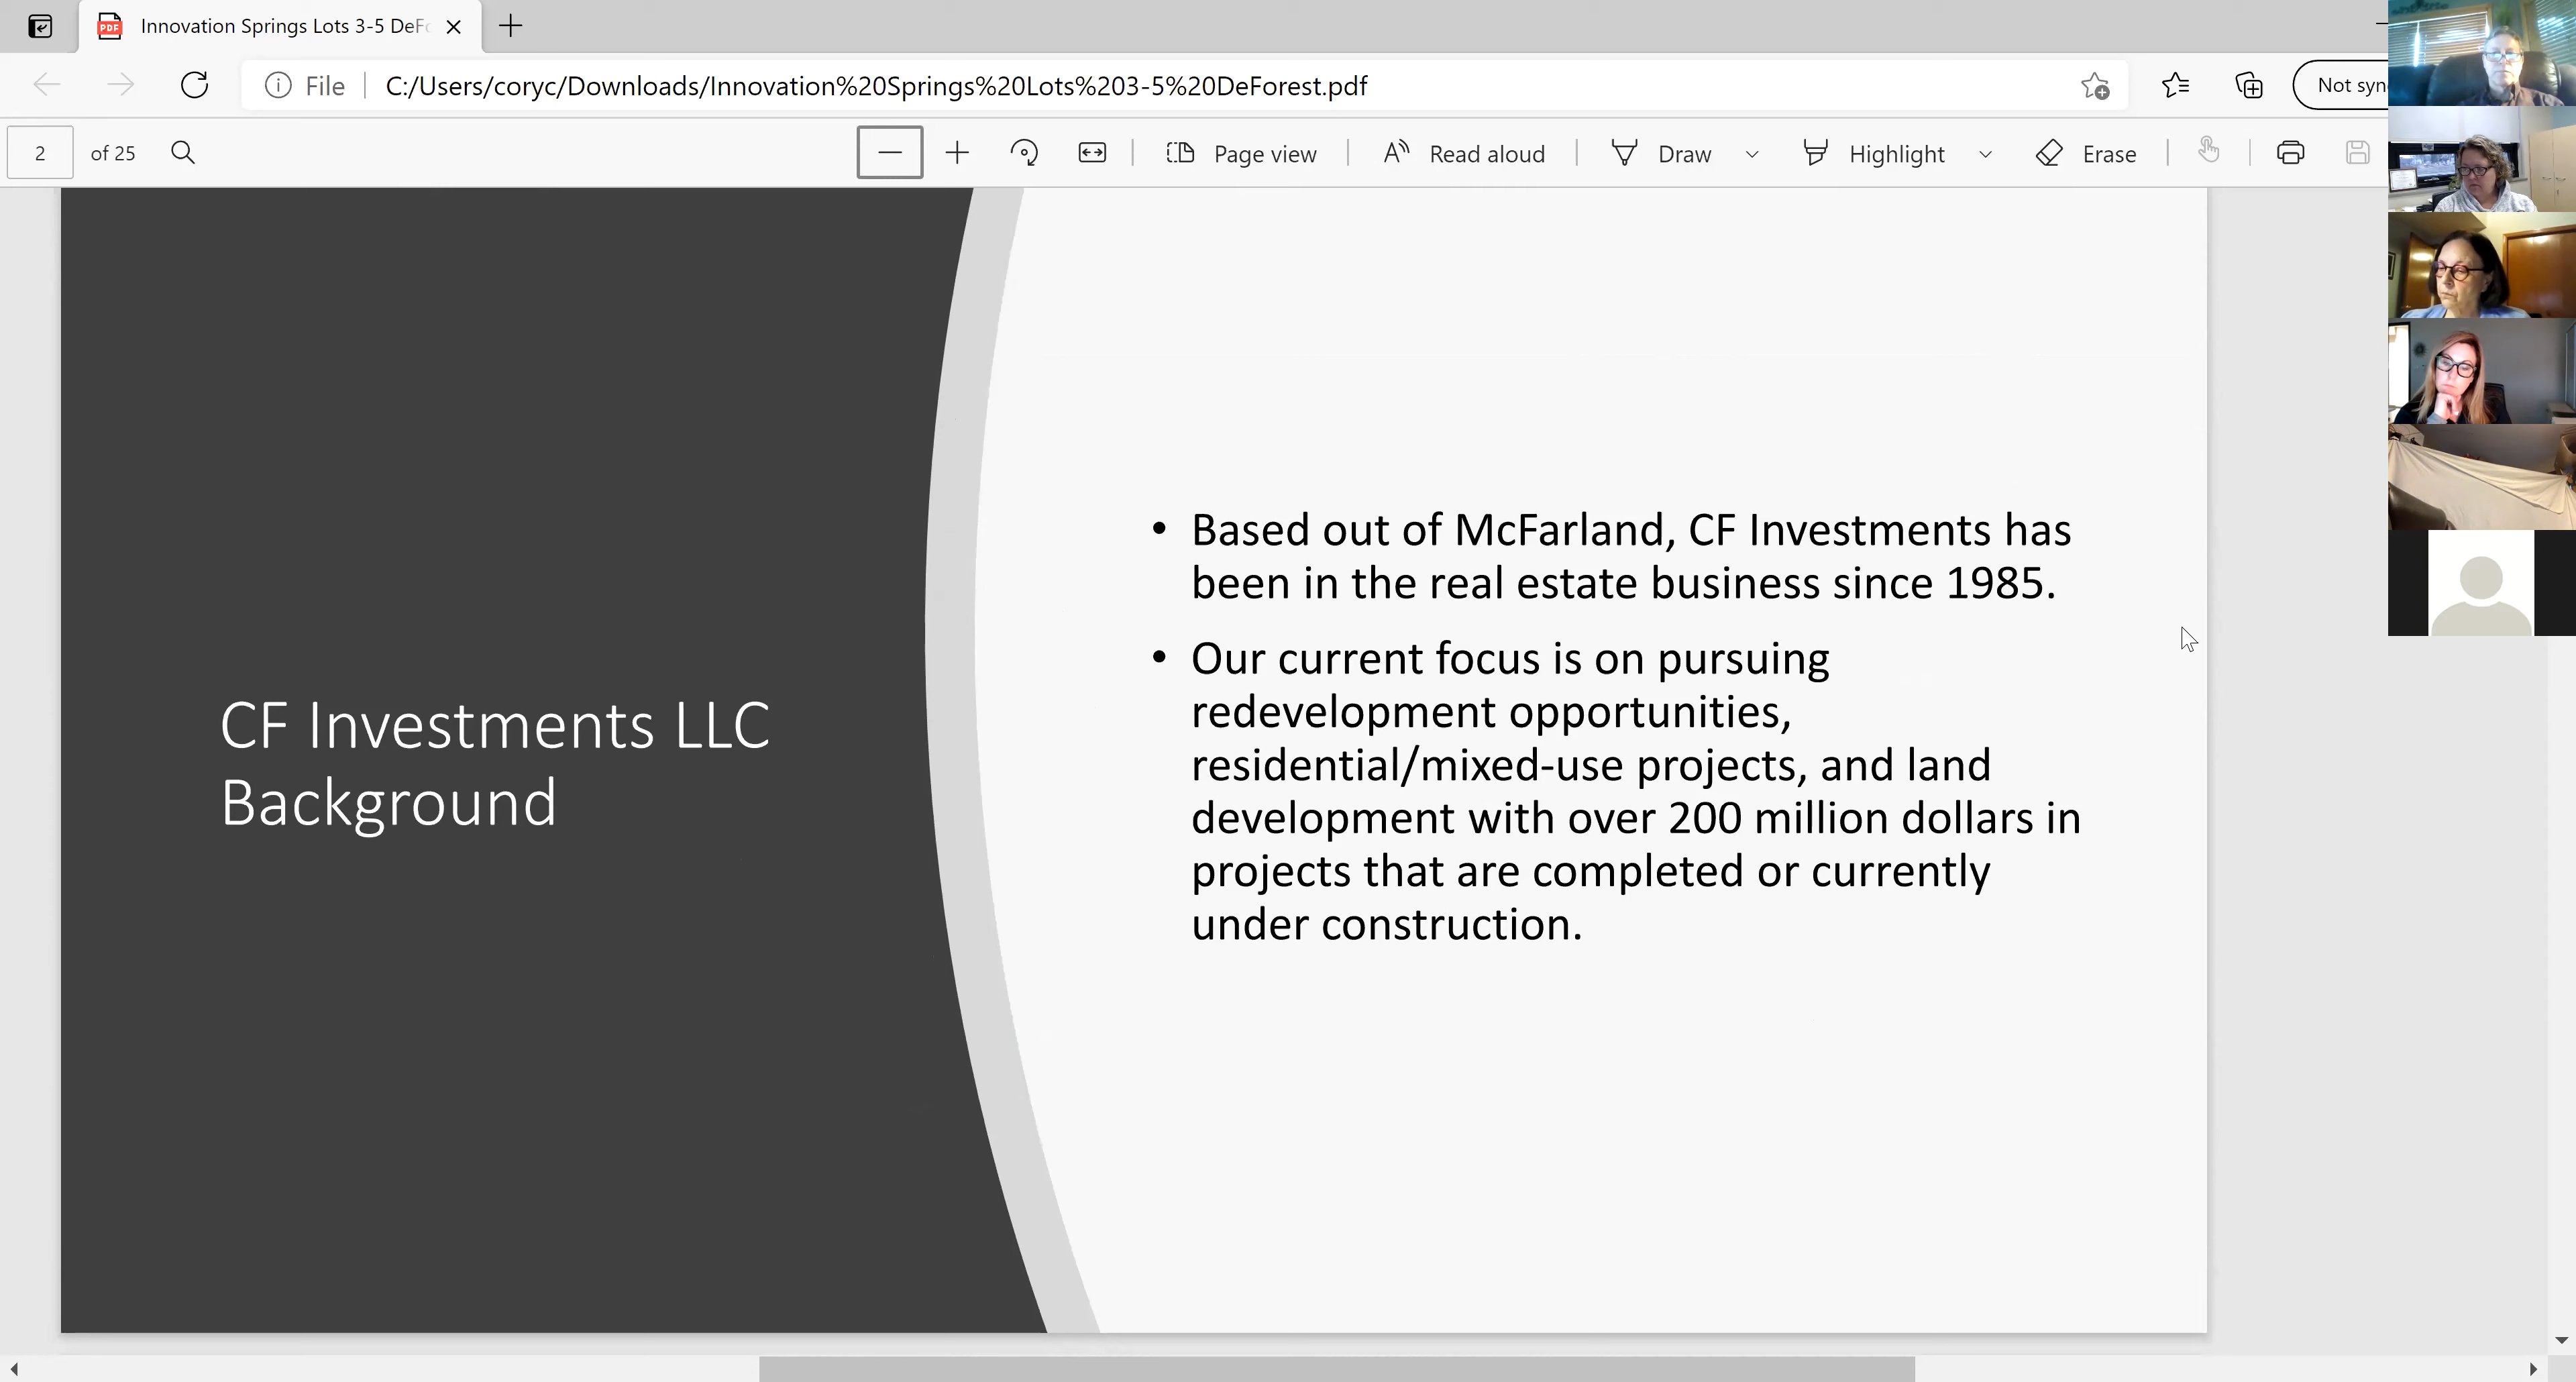 Innovation Springs Lots 3-5 DeFo
File
C:/Users/coryc/Downloads/Innovation%20Springs%20Lots%203-5%20DeForest.pdf
Not syn
2
of 25
Page view
Read aloud
Draw
Highlight
Erase
CF Investments LLC
Background
• Based out of McFarland, CF Investments has
been in the real estate business since 1985.
• Our current focus is on pursuing
redevelopment opportunities,
residential/mixed-use projects, and land
development with over 200 million dollars in
projects that are completed or currently
under construction.